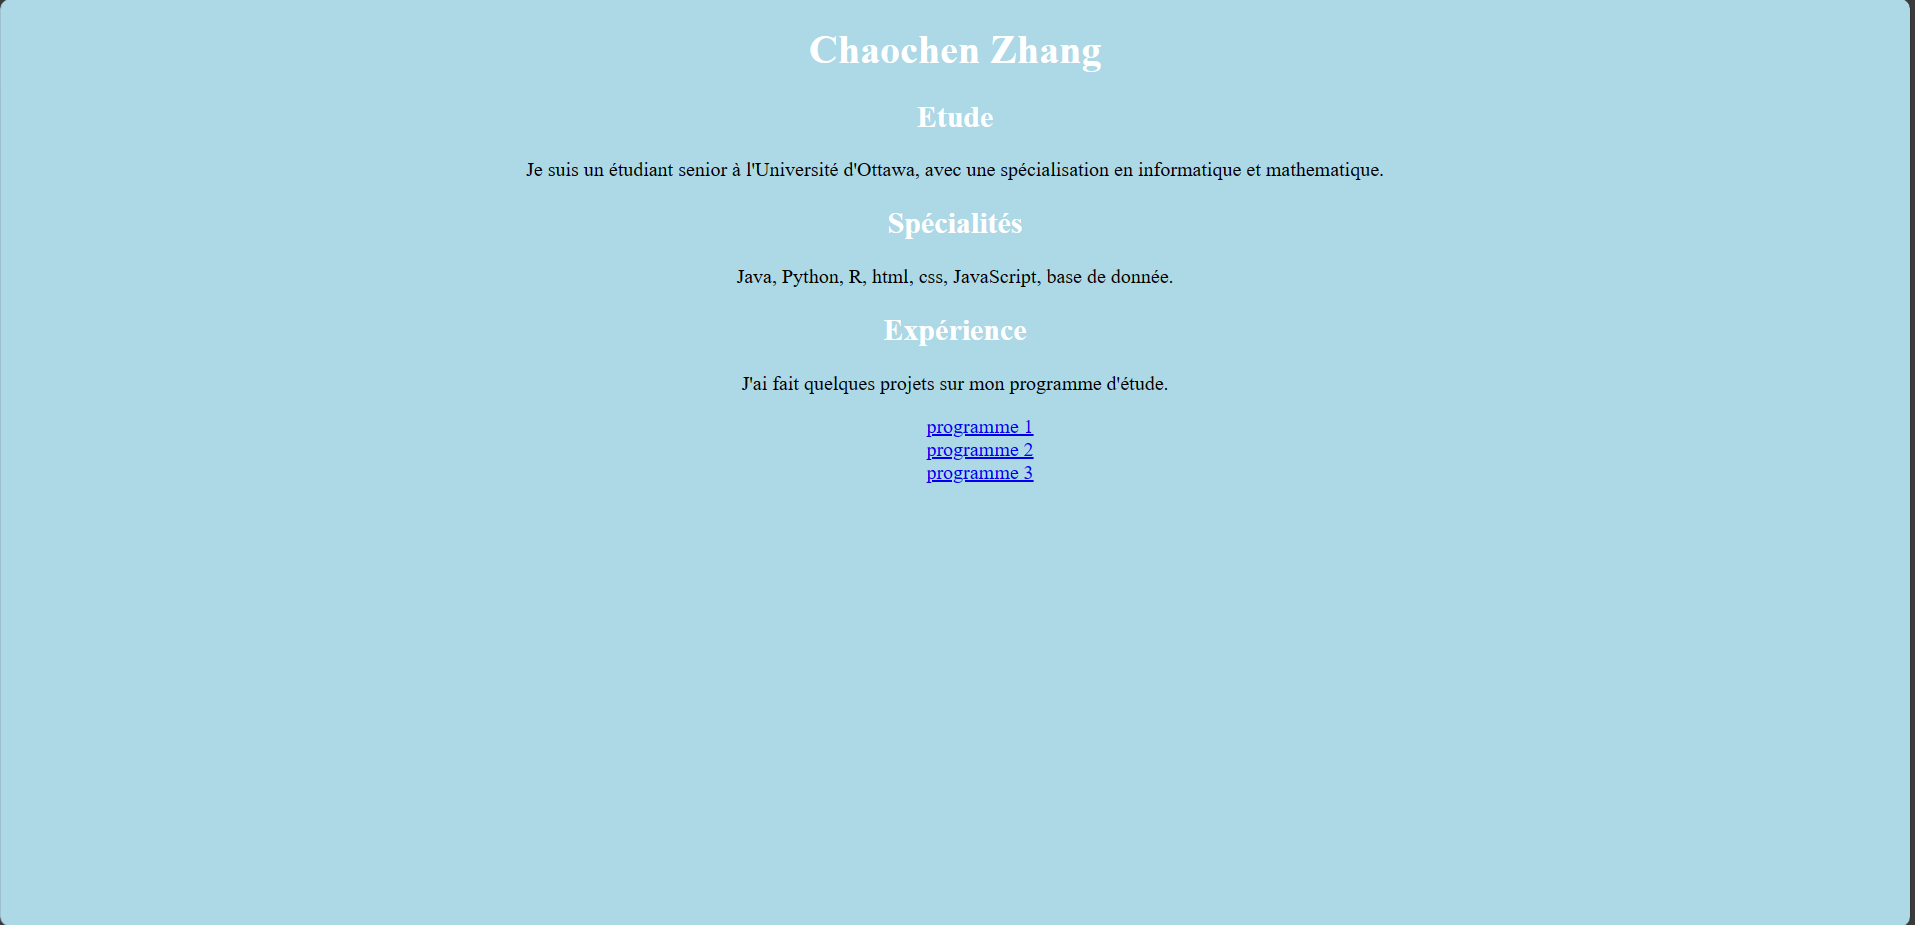 Chaochen Zhang
Etude
Je suis un étudiant senior à l'Université d'Ottawa, avec une spécialisation en informatique et mathematique.
Spécialités
Java, Python, R, html, css, JavaScript, base de donnée.
Expérience
J'ai fait quelques projets sur mon programme d'étude.
programme 1
programme 2
programme 3